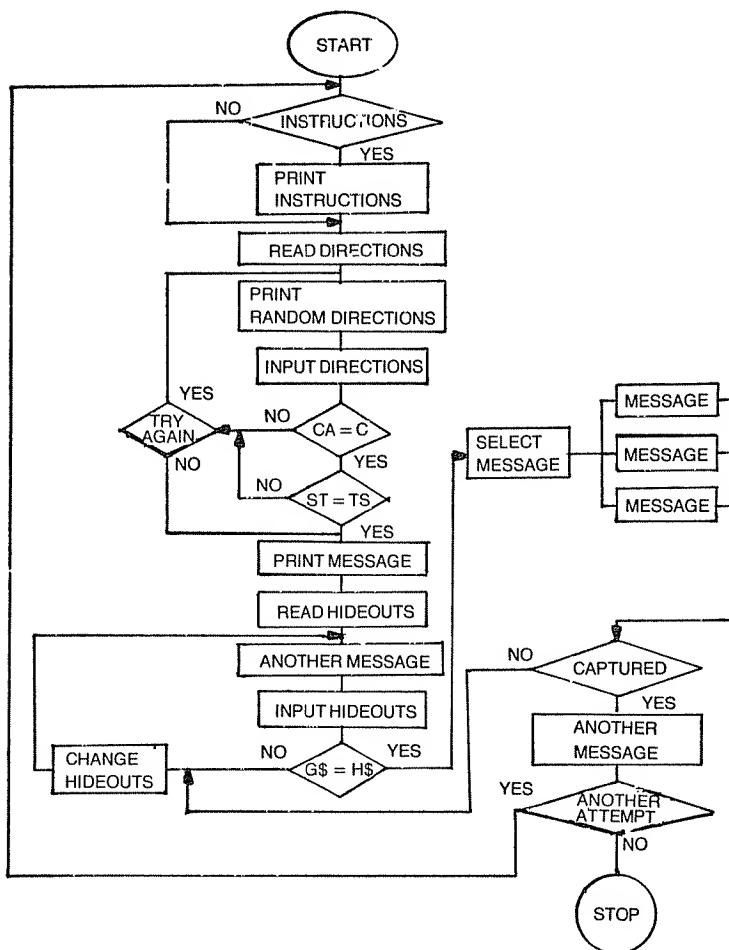 START
NO
INSTRUCTIONS
YES
PRINT
INSTRUCTIONS
READ DIRECTIONS
PRINT
RANDOM DIRECTIONS
INPUT DIRECTIONS
YES
TRY
AGAIN
NO
NO
CA = C
YES
NO
ST = TS
YES
PRINT MESSAGE
READ HIDEOUTS
ANOTHER MESSAGE
INPUT HIDEOUTS
CHANGE
HIDEOUTS
NO
G$ = H$
YES
SELECT
MESSAGE
MESSAGE
MESSAGE
MESSAGE
NO
CAPTURED
YES
ANOTHER
MESSAGE
YES
ANOTHER
ATTEMPT
NO
STOP